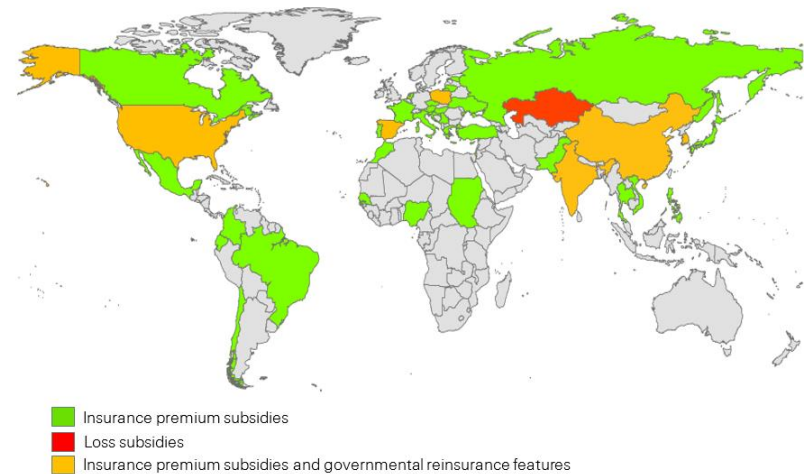 Insurance premium subsidies
Loss subsidies
Insurance premium subsidies and governmental reinsurance features